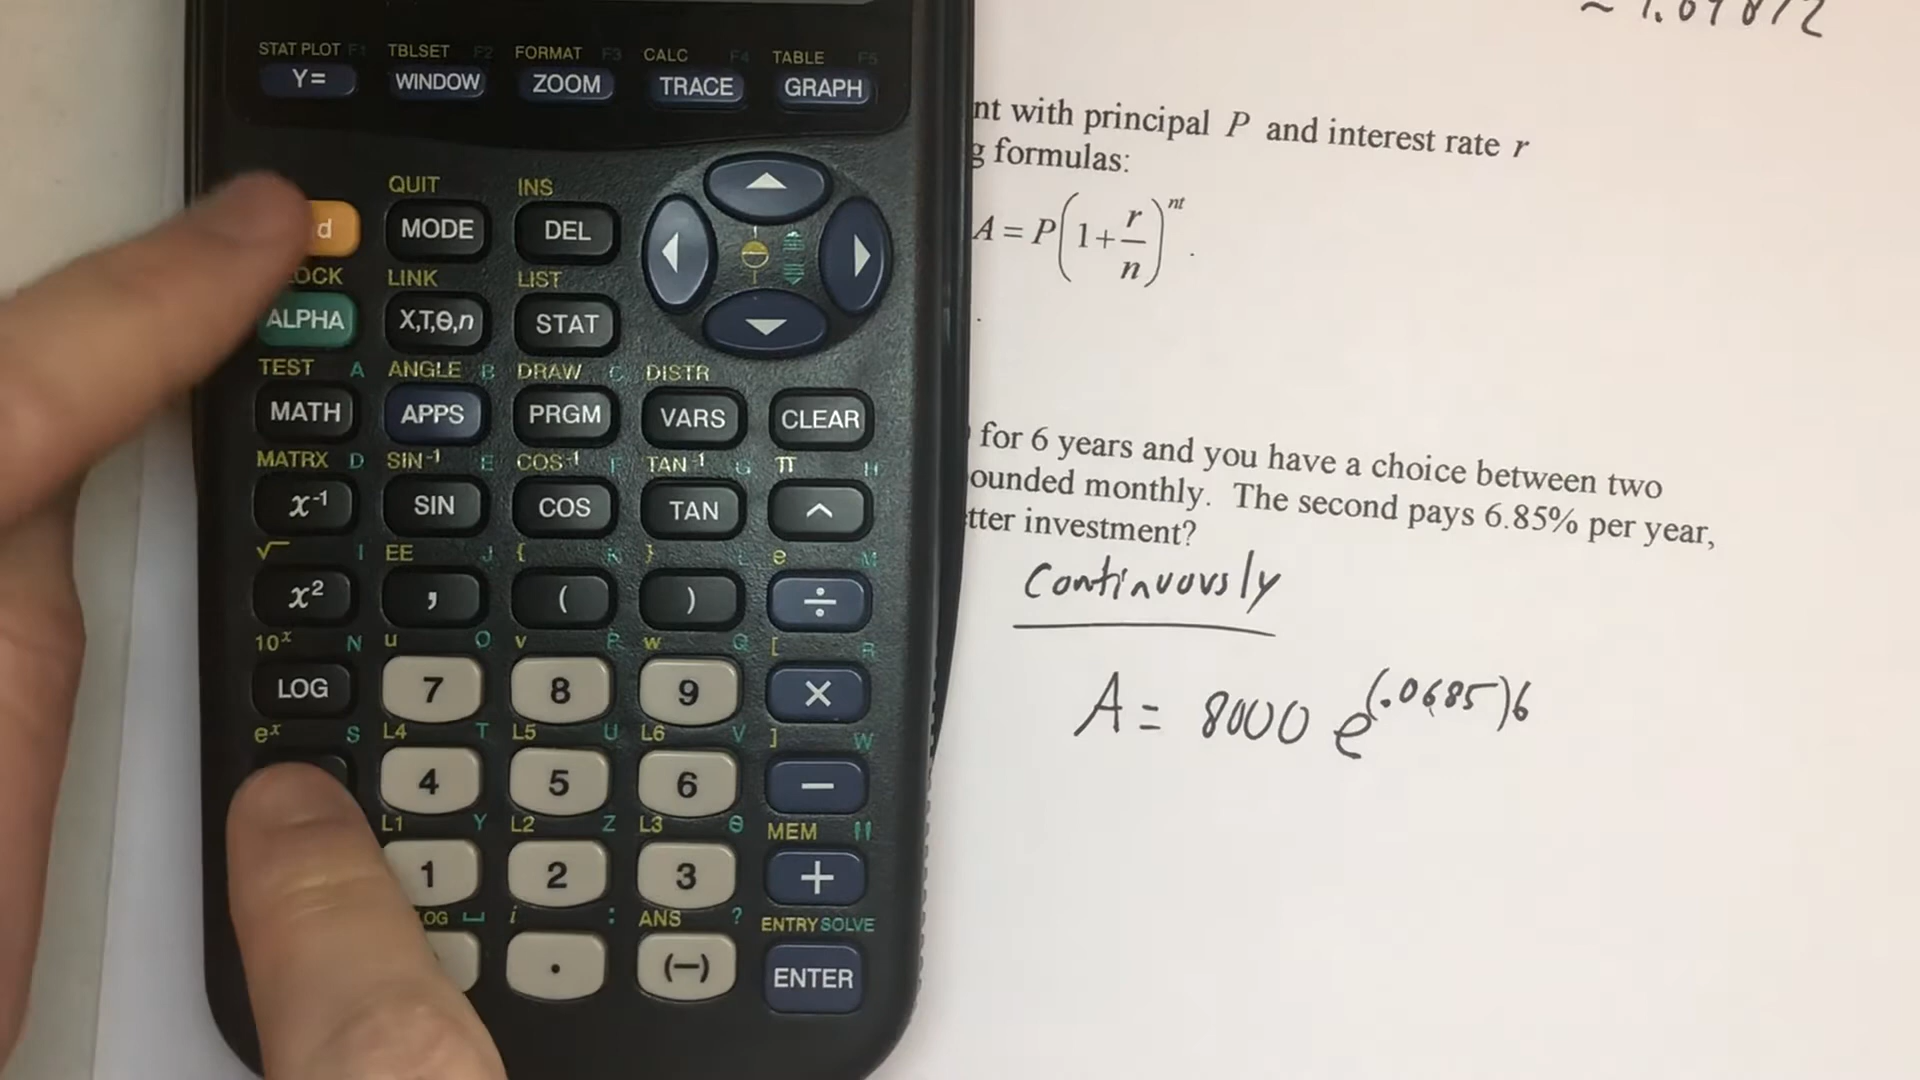 STAT PLOT F1 TBLSET F2 FORMAT F3 CALC F4 TABLE F5
Y= WINDOW ZOOM TRACE GRAPH
QUIT INS
MODE DEL
LINK LIST
ALPHA X,T,θ,n STAT
TEST A ANGLE B DRAW C DISTR
MATH APPS PRGM VARS CLEAR
MATRX D SIN⁻¹ E COS⁻¹ F TAN⁻¹ G π H
x⁻¹ SIN COS TAN ^
√ I EE J { K } L e M
x² , ( ) ÷
10ˣ N u O v P w Q [ R
LOG 7 8 9 ×
eˣ S L4 T L5 U L6 V ] W
4 5 6 −
L1 Y L2 Z L3 θ MEM "
1 2 3 +
i : ANS ? ENTRY SOLVE
. (−) ENTER
with principal P and interest rate r
formulas:
A = P(1+r/n)ⁿᵗ.
for 6 years and you have a choice between two
monthly. The second pays 6.85% per year,
investment?
Continuously
A = 8000 e^(.0685)6